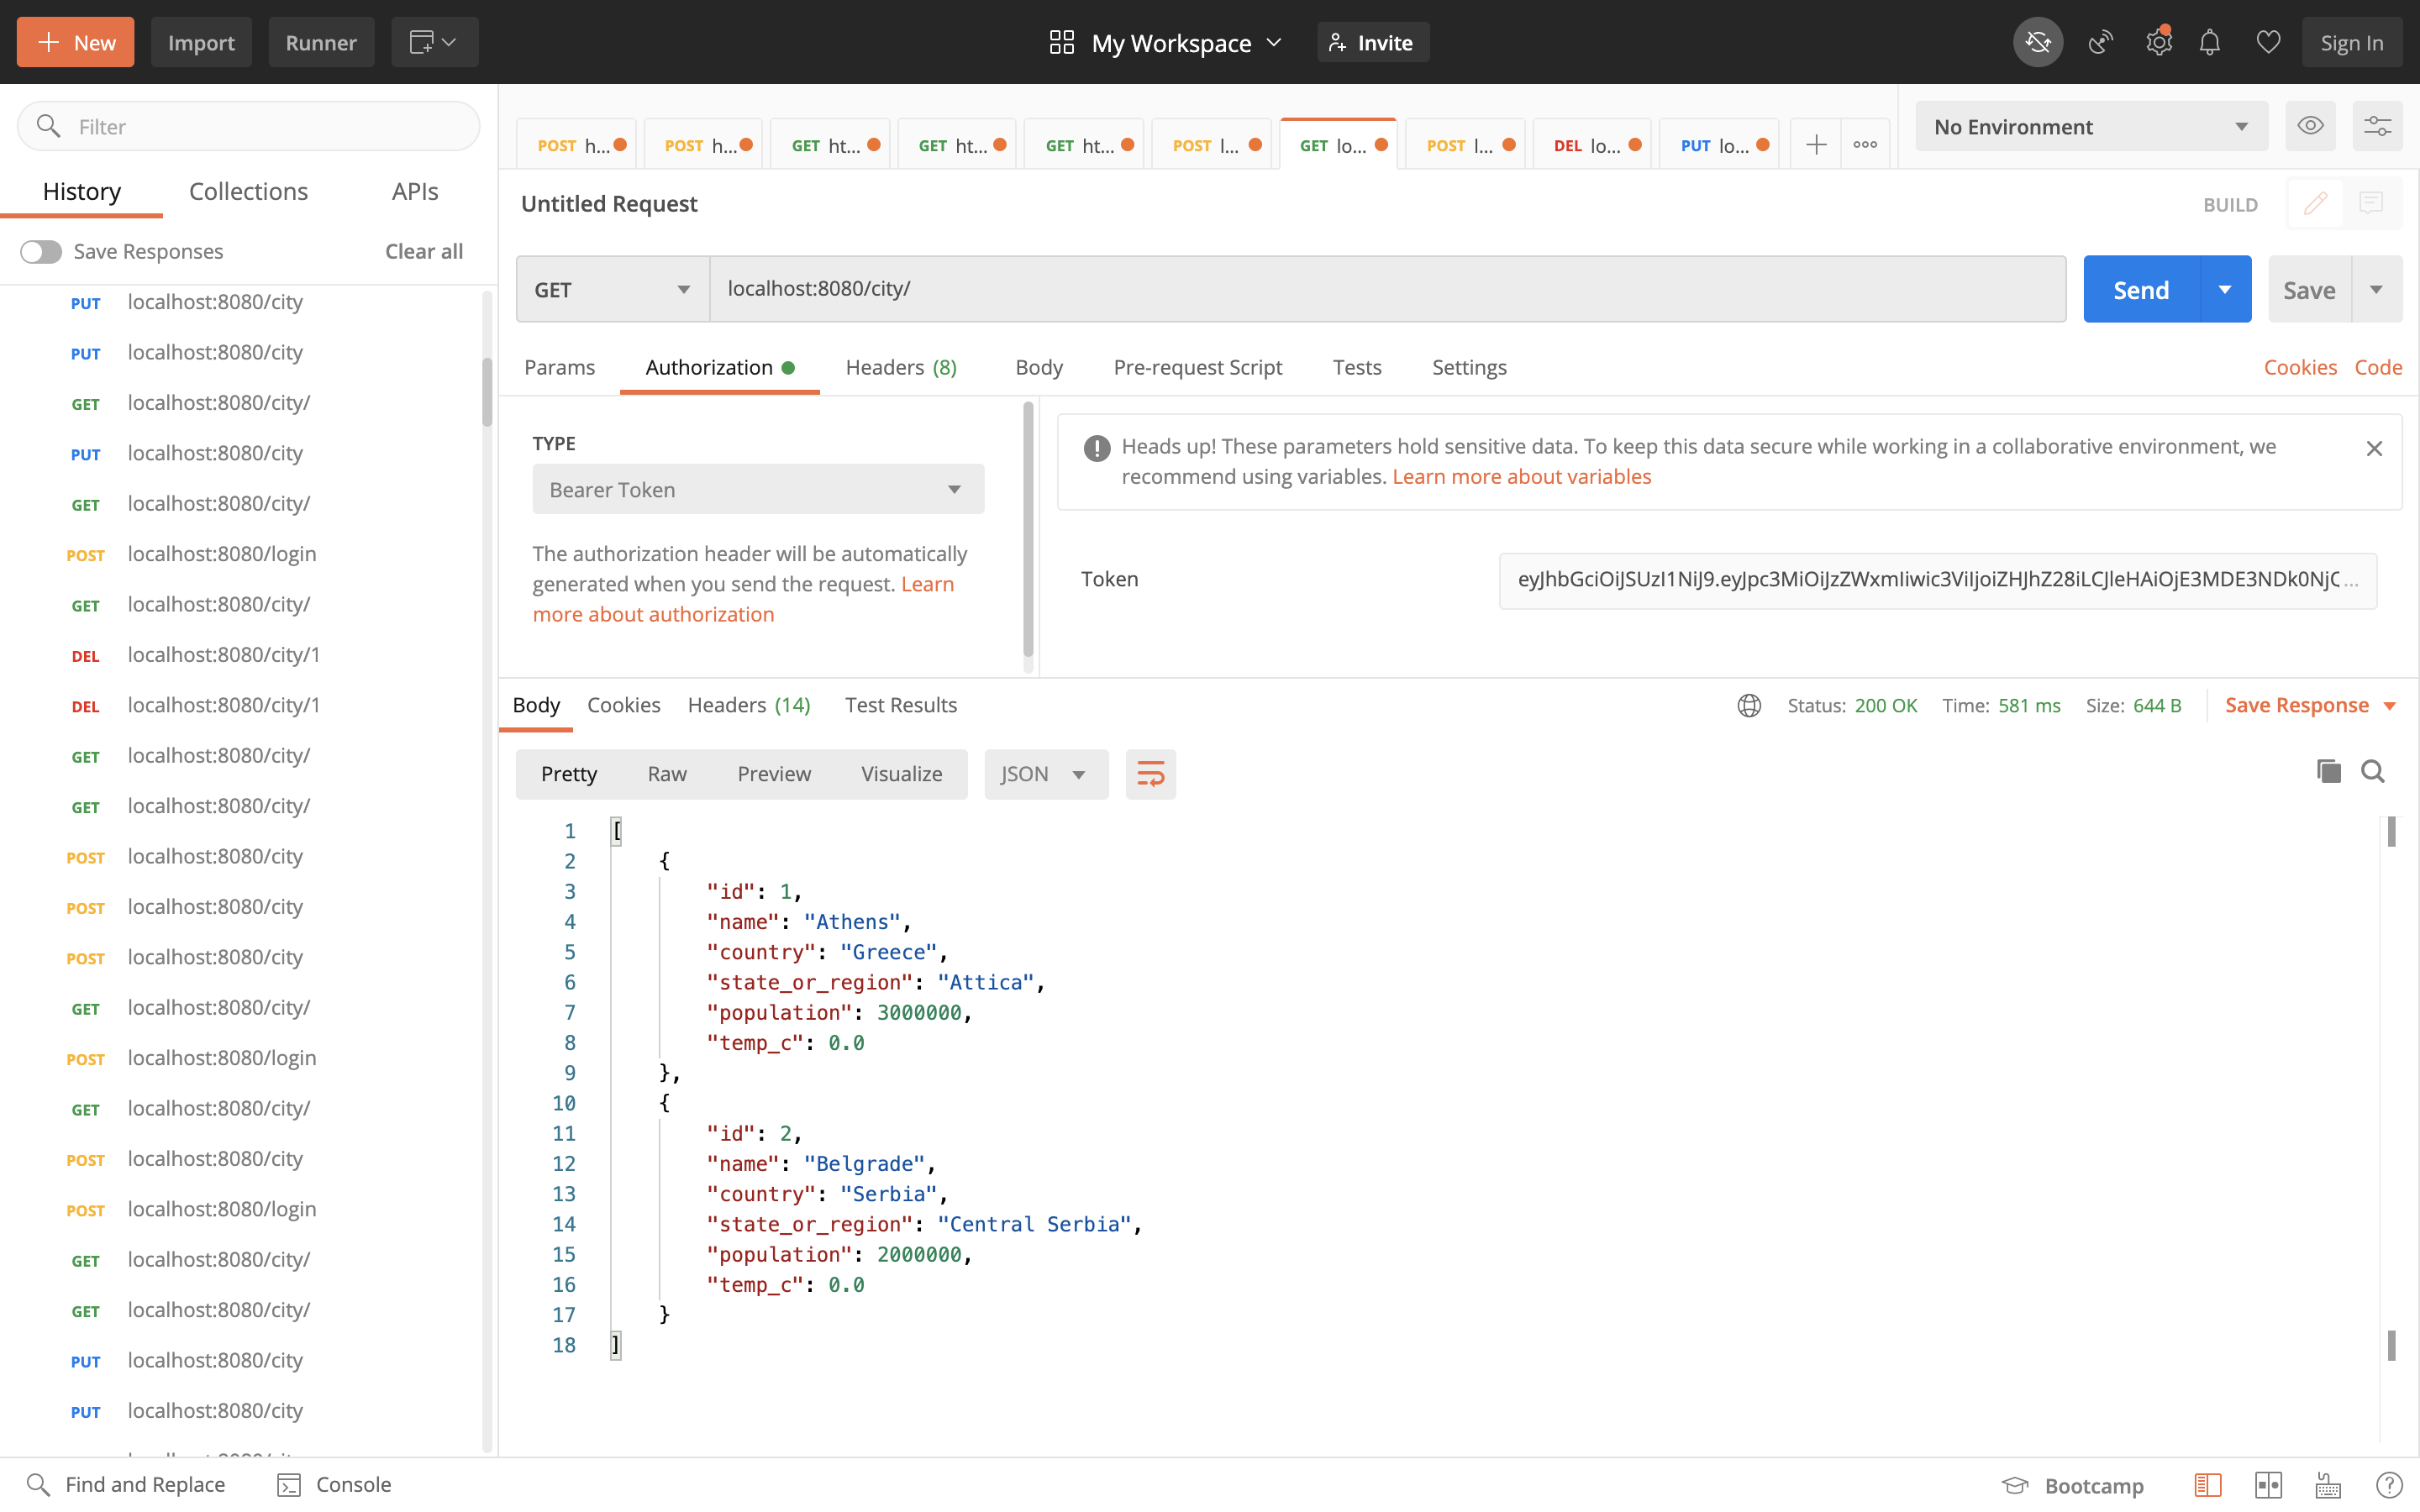 New
Import
Runner
My Workspace
Invite
Sign In
Filter
History
Collections
APIs
Save Responses
Clear all
PUT localhost:8080/city
PUT localhost:8080/city
GET localhost:8080/city/
PUT localhost:8080/city
GET localhost:8080/city/
POST localhost:8080/login
GET localhost:8080/city/
DEL localhost:8080/city/1
DEL localhost:8080/city/1
GET localhost:8080/city/
GET localhost:8080/city/
POST localhost:8080/city
POST localhost:8080/city
POST localhost:8080/city
GET localhost:8080/city/
POST localhost:8080/login
GET localhost:8080/city/
POST localhost:8080/city
POST localhost:8080/login
GET localhost:8080/city/
GET localhost:8080/city/
PUT localhost:8080/city
PUT localhost:8080/city
POST h...
POST h...
GET ht...
GET ht...
GET ht...
POST l...
GET lo...
POST l...
DEL lo...
PUT lo...
No Environment
Untitled Request
BUILD
GET
localhost:8080/city/
Send
Save
Params
Authorization
Headers (8)
Body
Pre-request Script
Tests
Settings
Cookies
Code
TYPE
Bearer Token
The authorization header will be automatically
generated when you send the request. Learn
more about authorization
Heads up! These parameters hold sensitive data. To keep this data secure while working in a collaborative environment, we
recommend using variables. Learn more about variables
Token
eyJhbGciOiJSUzI1NiJ9.eyJpc3MiOiJzZWxmIiwic3ViIjoiZHJhZ28iLCJleHAiOjE3MDE3NDk0NjC ...
Body
Cookies
Headers (14)
Test Results
Status: 200 OK
Time: 581 ms
Size: 644 B
Save Response
Pretty
Raw
Preview
Visualize
JSON
1 [
2 {
3 "id": 1,
4 "name": "Athens",
5 "country": "Greece",
6 "state_or_region": "Attica",
7 "population": 3000000,
8 "temp_c": 0.0
9 },
10 {
11 "id": 2,
12 "name": "Belgrade",
13 "country": "Serbia",
14 "state_or_region": "Central Serbia",
15 "population": 2000000,
16 "temp_c": 0.0
17 }
18 ]
Find and Replace
Console
Bootcamp